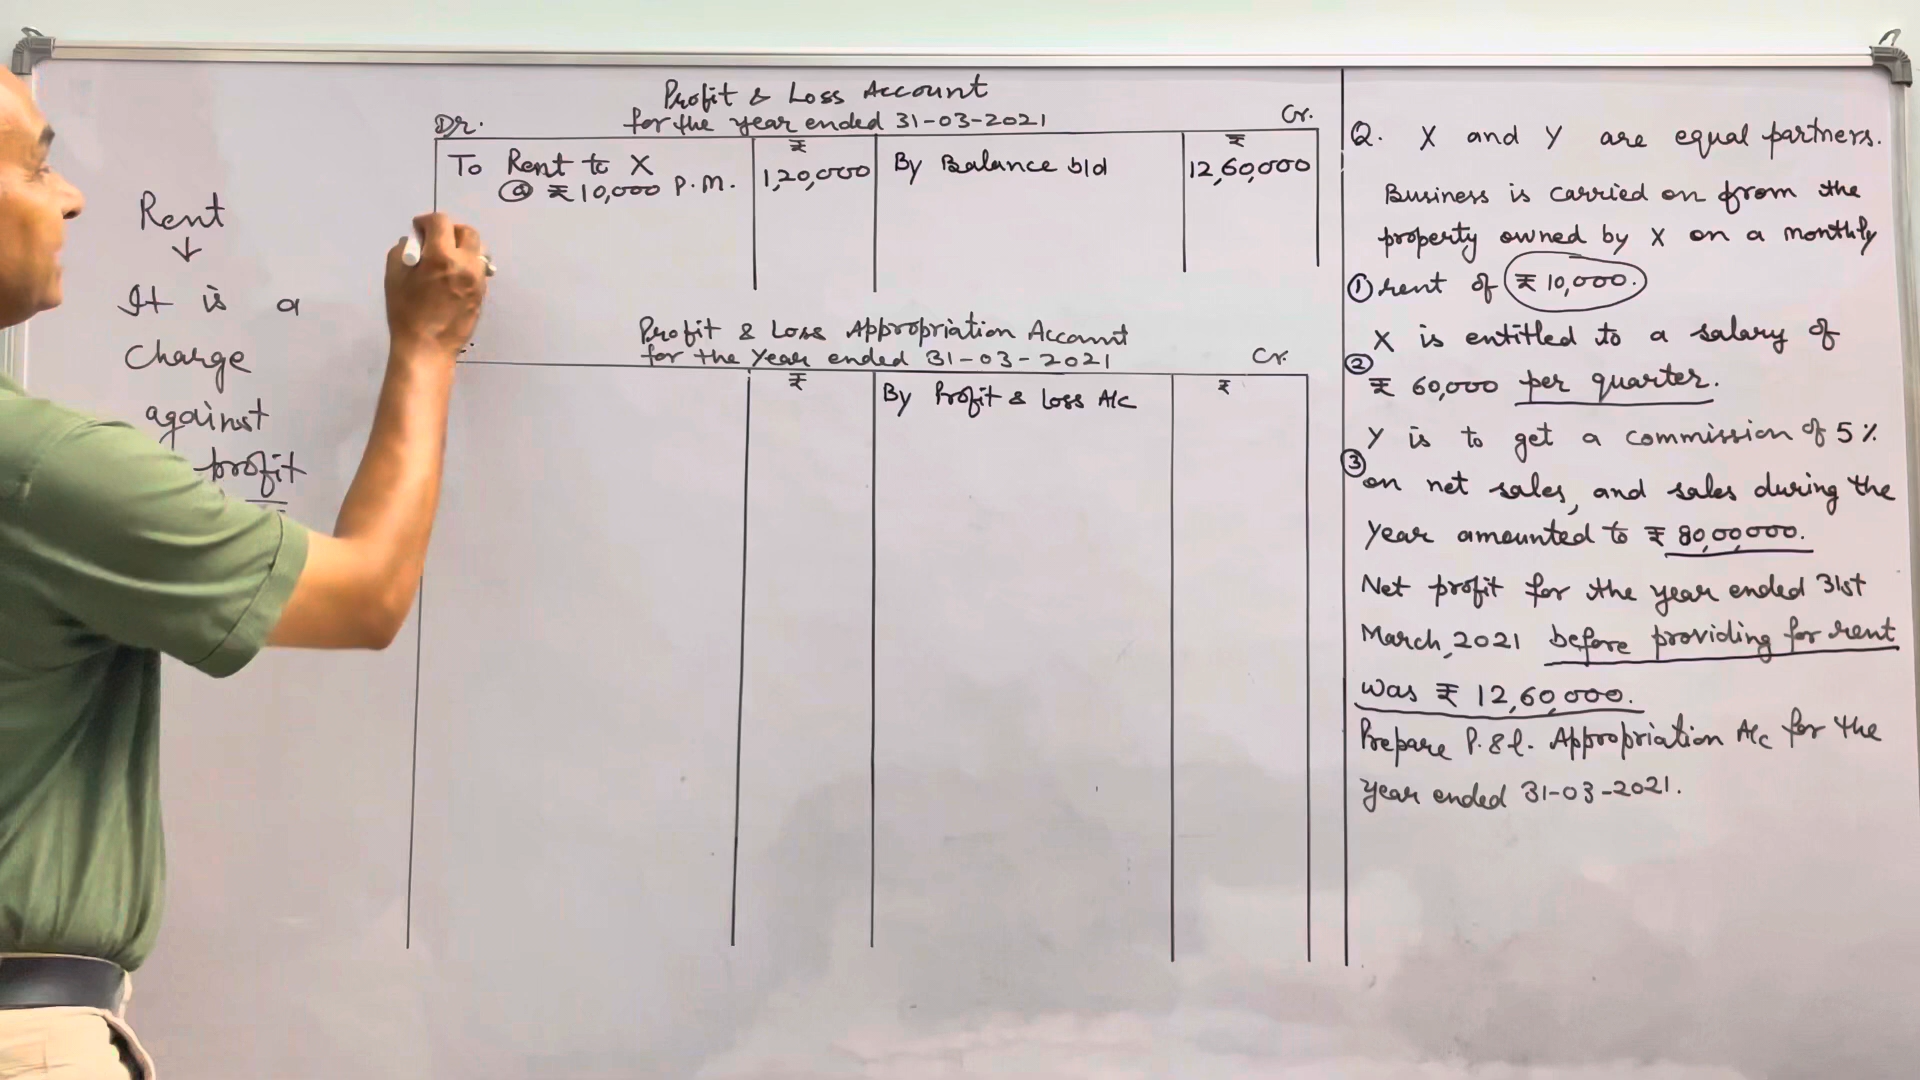 Rent
↓
It is a
charge
against
profit
Profit & Loss Account
for the year ended 31-03-2021
Dr. Cr.
₹ ₹
To Rent to X 1,20,000 By Balance b/d 12,60,000
@ ₹ 10,000 P.M.
Profit & Loss Appropriation Account
for the Year ended 31-03-2021
Cr.
₹ ₹
By Profit & Loss A/c
Q. X and Y are equal partners.
Business is carried on from the
property owned by X on a monthly
① rent of ₹ 10,000.
X is entitled to a salary of
② ₹ 60,000 per quarter.
Y is to get a commission of 5%
③ on net sales, and sales during the
Year amounted to ₹ 80,00,000.
Net profit for the year ended 31st
March, 2021 before providing for rent
was ₹ 12,60,000.
Prepare P.&L. Appropriation A/c for the
year ended 31-03-2021.